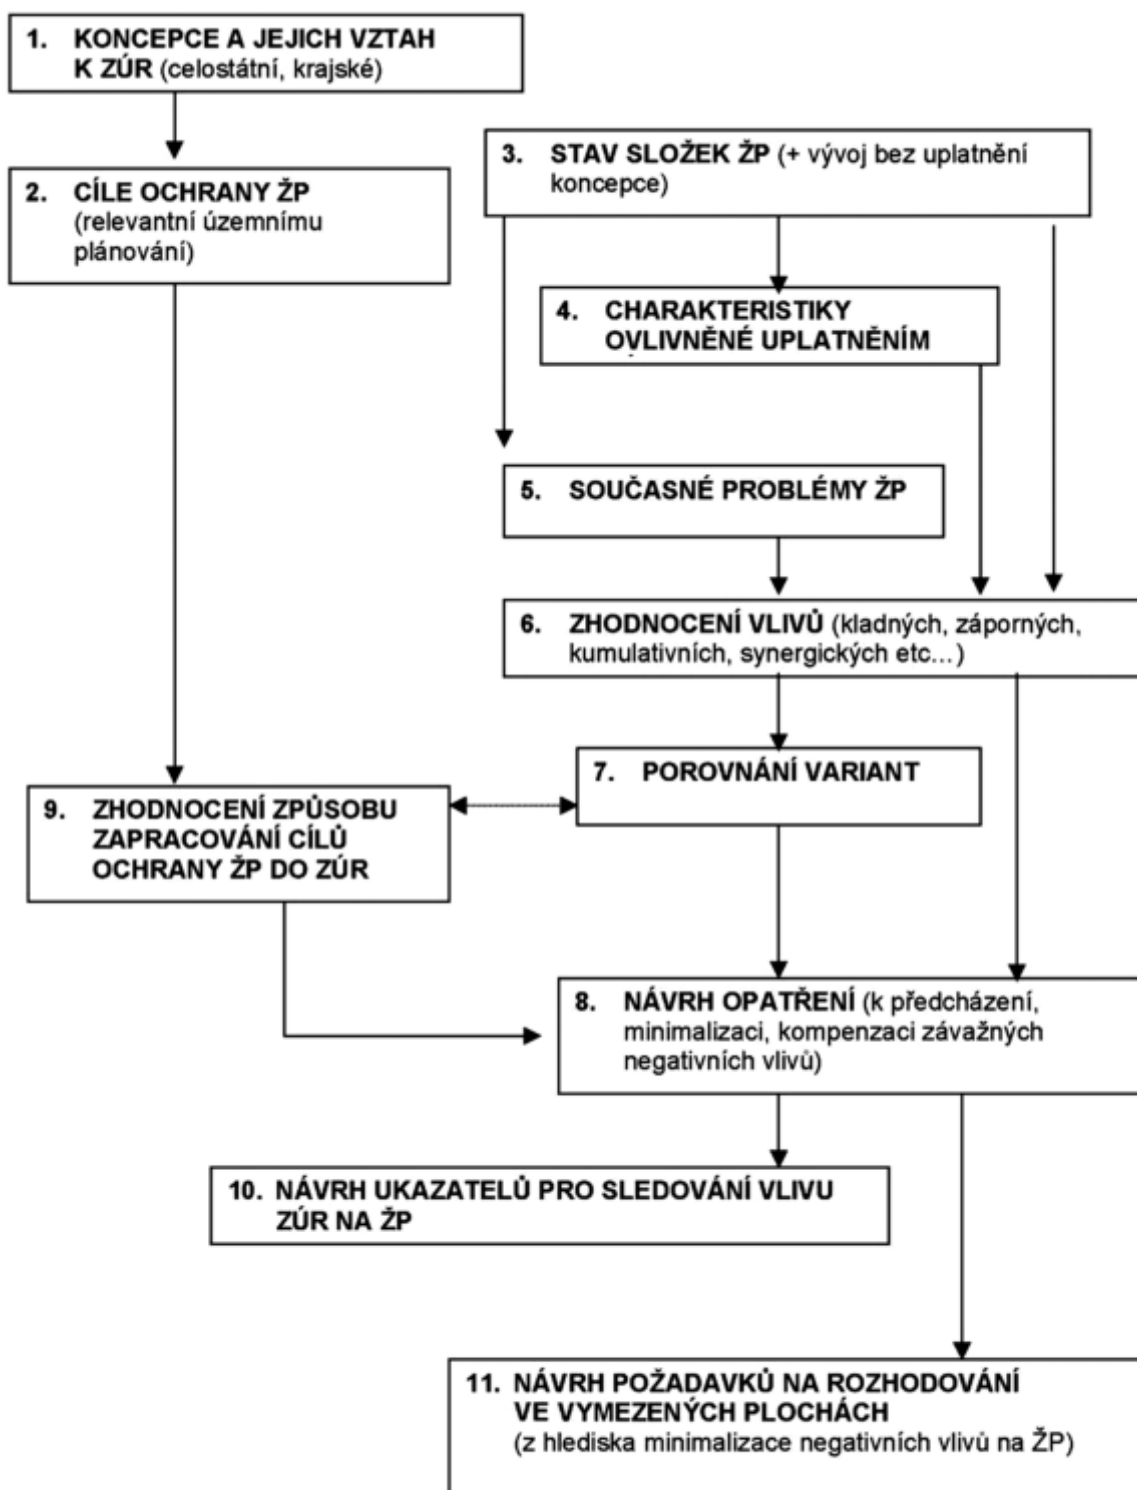 1. KONCEPCE A JEJICH VZTAH
K ZÚR (celostátní, krajské)
2. CÍLE OCHRANY ŽP
(relevantní územnímu
plánování)
3. STAV SLOŽEK ŽP (+ vývoj bez uplatnění
koncepce)
4. CHARAKTERISTIKY
OVLIVNĚNÉ UPLATNĚNÍM
5. SOUČASNÉ PROBLÉMY ŽP
6. ZHODNOCENÍ VLIVŮ (kladných, záporných,
kumulativních, synergických etc...)
7. POROVNÁNÍ VARIANT
9. ZHODNOCENÍ ZPŮSOBU
ZAPRACOVÁNÍ CÍLŮ
OCHRANY ŽP DO ZÚR
8. NÁVRH OPATŘENÍ (k předcházení,
minimalizaci, kompenzaci závažných
negativních vlivů)
10. NÁVRH UKAZATELŮ PRO SLEDOVÁNÍ VLIVU
ZÚR NA ŽP
11. NÁVRH POŽADAVKŮ NA ROZHODOVÁNÍ
VE VYMEZENÝCH PLOCHÁCH
(z hlediska minimalizace negativních vlivů na ŽP)